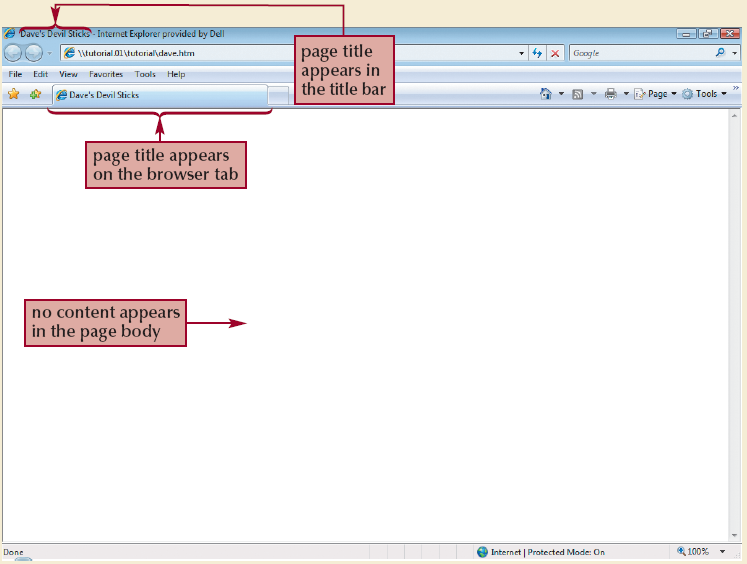 Dave's Devil Sticks - Internet Explorer provided by Dell
\\tutorial.01\tutorial\dave.htm
Google
page title
appears in
the title bar
File Edit View Favorites Tools Help
Dave's Devil Sticks
Page Tools
page title appears
on the browser tab
no content appears
in the page body
Done
Internet | Protected Mode: On
100%